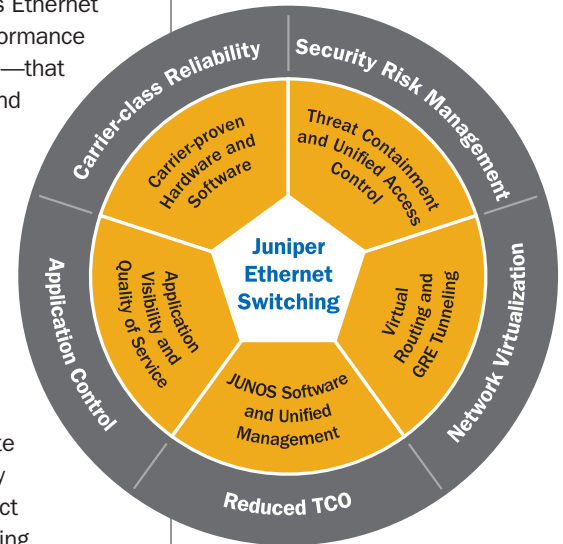 s Ethernet
ormance
—that
nd
Carrier-class Reliability
Security Risk Management
Carrier-proven
Hardware and
Software
Threat Containment
and Unified Access
Control
Juniper
Ethernet
Switching
Application Control
Application
Visibility and
Quality of Service
Virtual
Routing and
GRE Tunneling
Network Virtualization
JUNOS Software
and Unified
Management
Reduced TCO
te
y
ct
ing